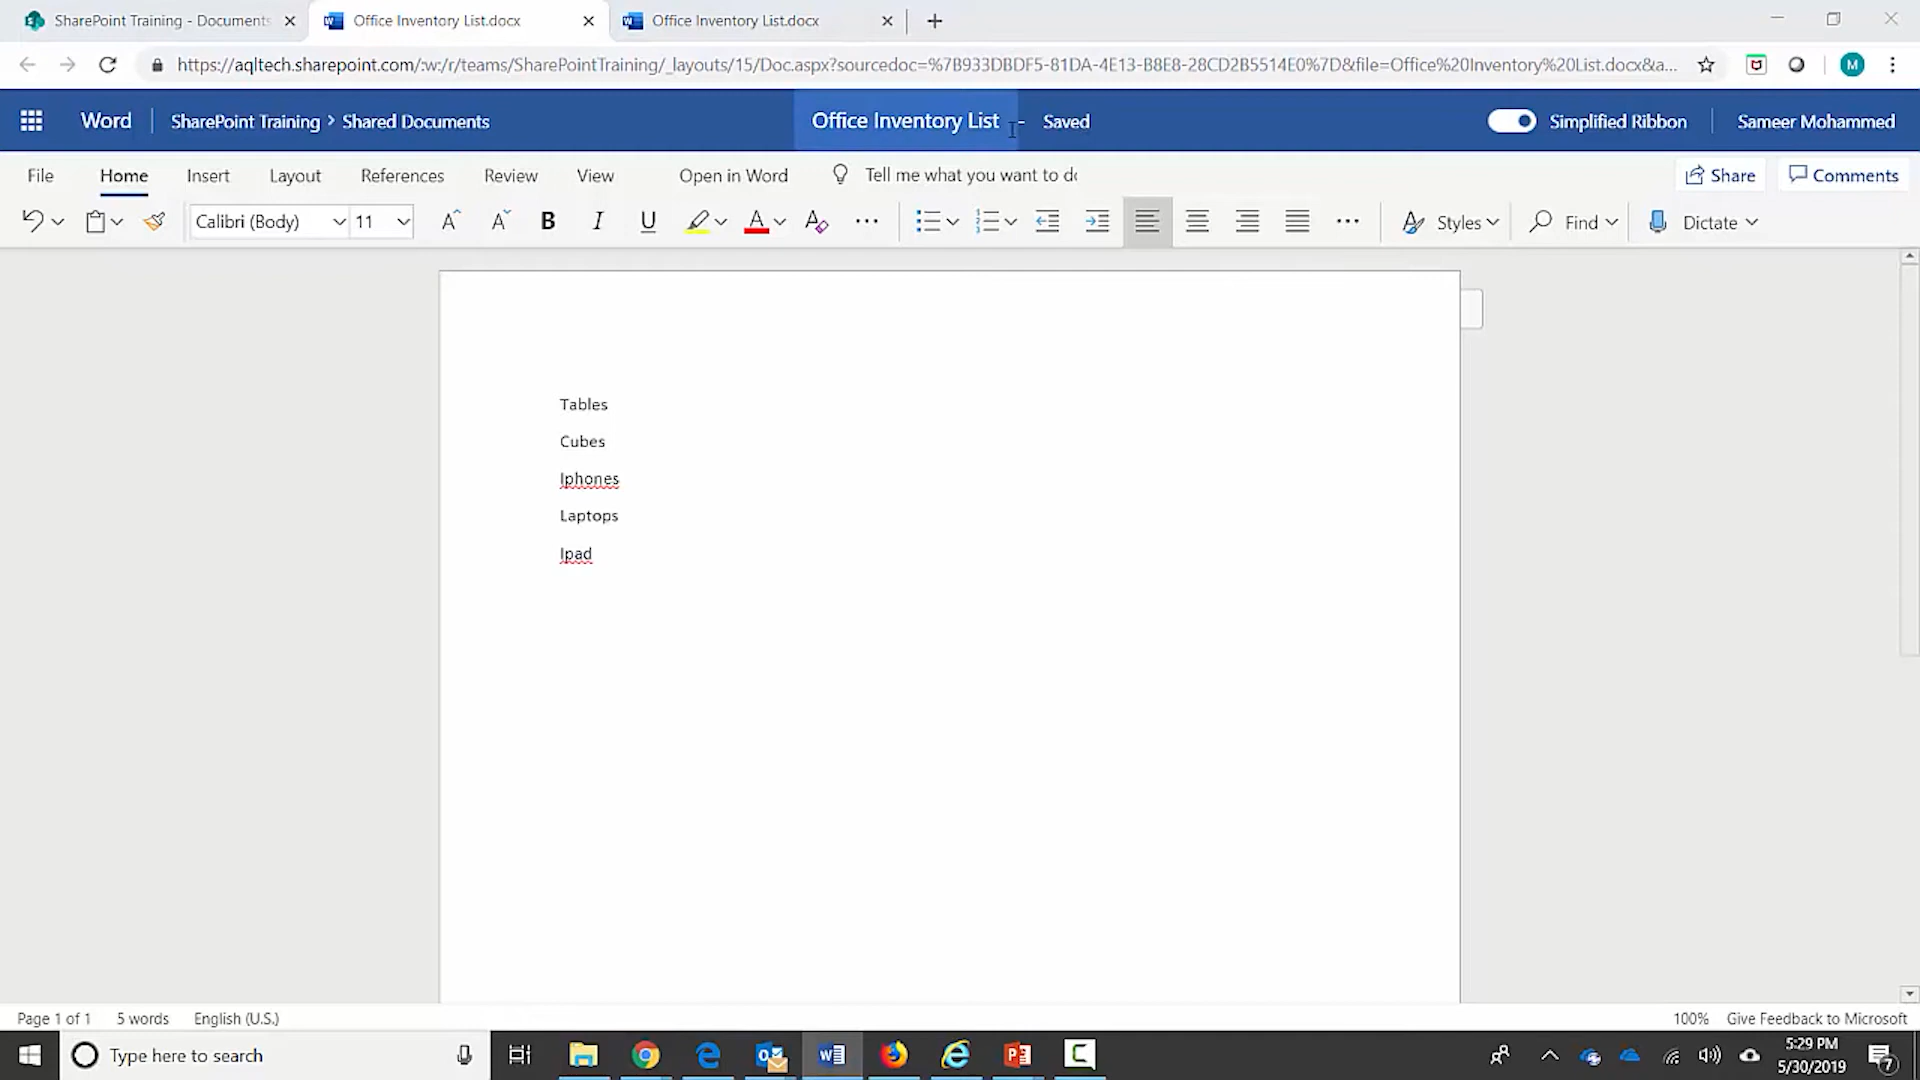 SharePoint Training - Documents
Office Inventory List.docx
Office Inventory List.docx
https://aqltech.sharepoint.com/:w:/r/teams/SharePointTraining/_layouts/15/Doc.aspx?sourcedoc=%7B933DBDF5-81DA-4E13-B8E8-28CD2B5514E0%7D&file=Office%20Inventory%20List.docx&a...
M
Word SharePoint Training > Shared Documents
Office Inventory List - Saved
Simplified Ribbon
Sameer Mohammed
File Home Insert Layout References Review View Open in Word Tell me what you want to do
Share
Comments
Calibri (Body) 11
Styles Find Dictate
Tables
Cubes
Iphones
Laptops
Ipad
Page 1 of 1 5 words English (U.S.)
100% Give Feedback to Microsoft
Type here to search
5:29 PM
5/30/2019
7